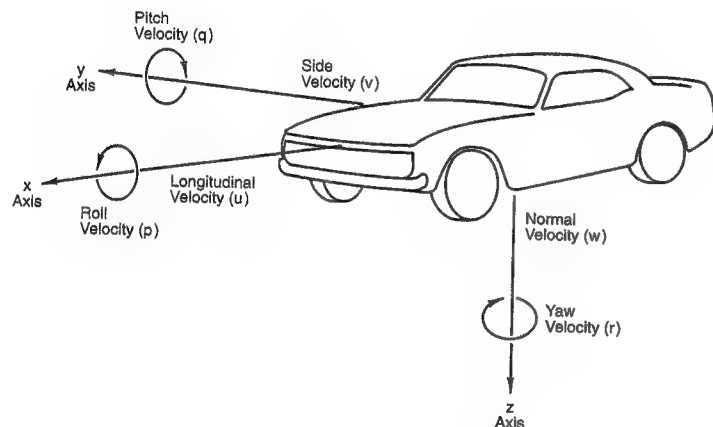 Pitch
Velocity (q)
y
Axis
Side
Velocity (v)
x
Axis
Longitudinal
Velocity (u)
Roll
Velocity (p)
Normal
Velocity (w)
Yaw
Velocity (r)
z
Axis